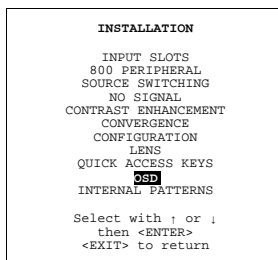 INSTALLATION
INPUT SLOTS
800 PERIPHERAL
SOURCE SWITCHING
NO SIGNAL
CONTRAST ENHANCEMENT
CONVERGENCE
CONFIGURATION
LENS
QUICK ACCESS KEYS
OSD
INTERNAL PATTERNS
Select with ↑ or ↓
then <ENTER>
<EXIT> to return